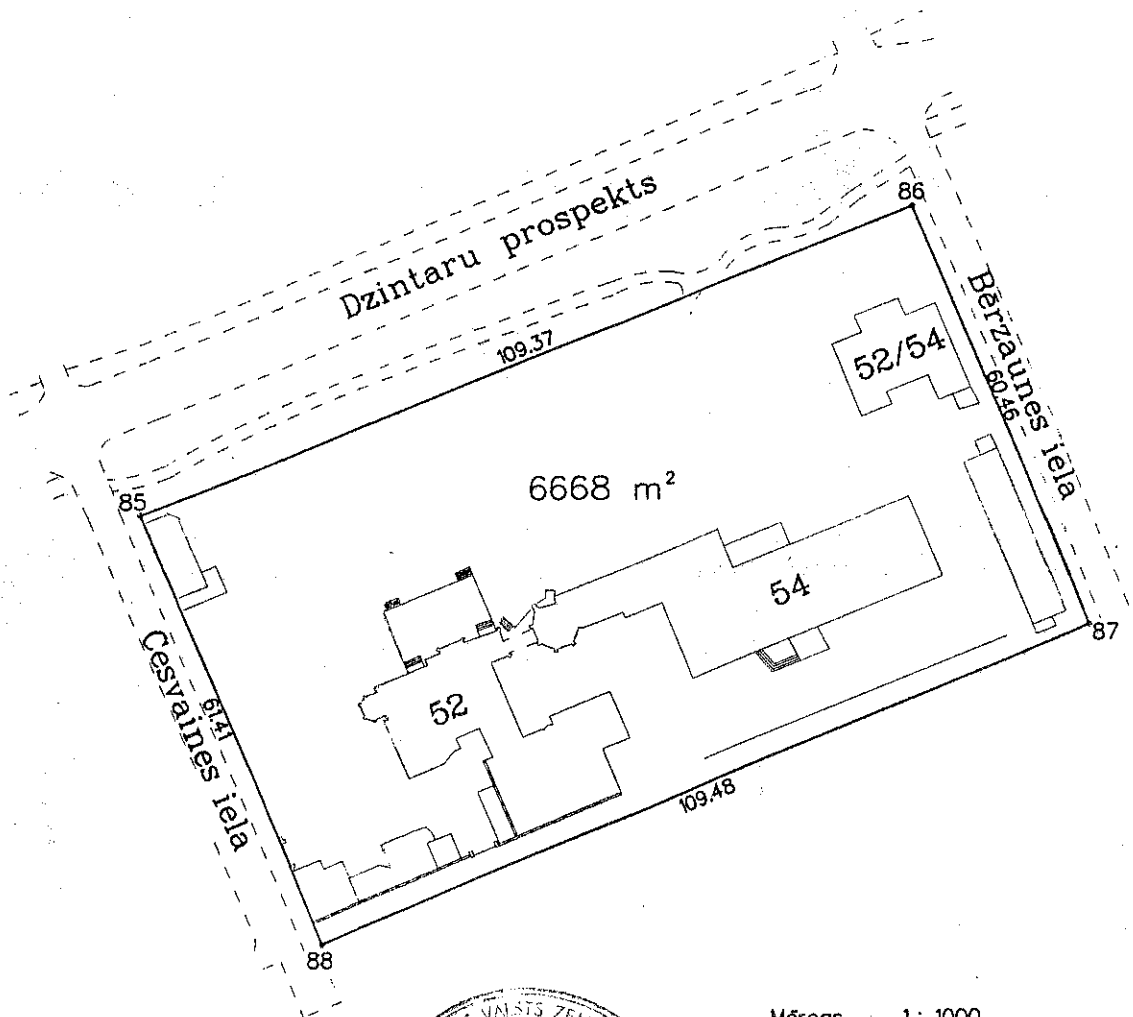 Dzintaru prospekts
86
109.37
Bērzaunes iela
52/54
60.46
6668 m²
85
54
87
Cesvaines iela
61.41
52
109.48
88
VALSTS
Mērogs 1: 1000